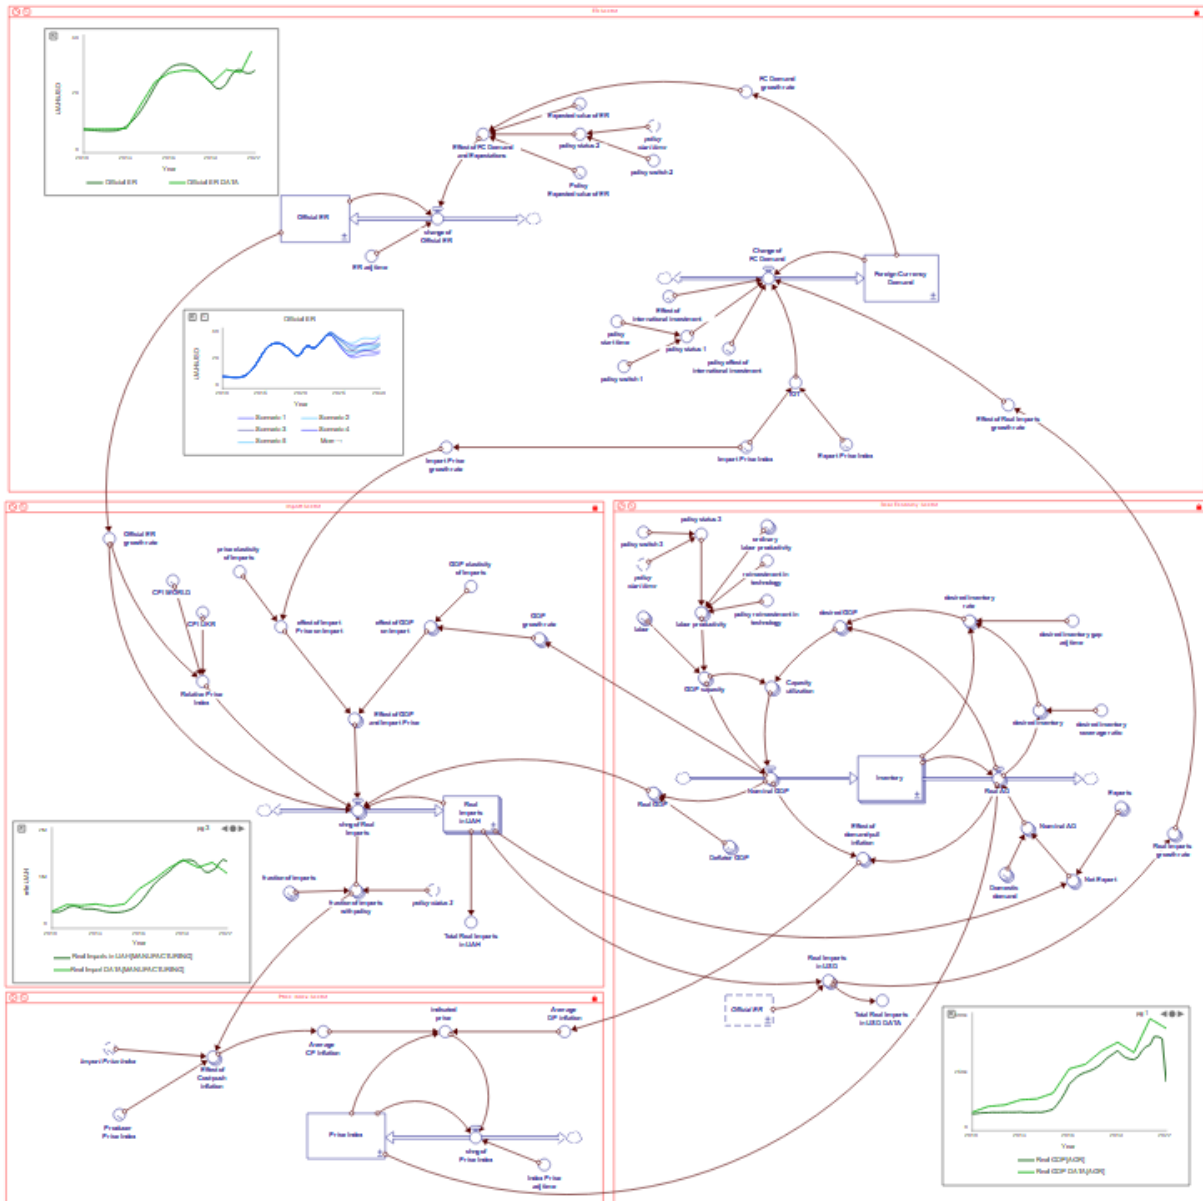 Year
Official ER
Official ER DATA
FC Demand
growth rate
Expected value of ER
Effect of FC Demand
and Expectations
policy status 2
policy
start time
policy switch 2
Policy
Expected value of ER
Official ER
change of
Official ER
ER adj time
Change of
FC Demand
Foreign Currency
Demand
Effect of
international investment
policy
start time
policy status 1
policy switch 1
policy effect of
international investment
Effect of Real Imports
growth rate
Import Price Index
Export Price Index
Import Price
growth rate
Official ER
Year
Scenario 1
Scenario 2
Scenario 3
Scenario 4
Official ER
growth rate
price elasticity
of imports
CPI WORLD
CPI UKR
GDP elasticity
of imports
effect of Import
Price on Import
effect of GDP
on Import
GDP
growth rate
Relative Price
Index
Effect of GDP
and Import Price
chng of Real
Imports
Real
Imports
in UAH
fraction of imports
fraction of imports
with policy
policy status 2
Total Real Imports
in UAH
Year
Real Imports in UAH[MANUFACTURING]
Real Import DATA[MANUFACTURING]
policy status 3
policy switch 3
policy
start time
ordinary
labor productivity
reinvestment in
technology
policy reinvestment in
technology
labor
labor productivity
GDP capacity
Capacity
utilization
desired GDP
desired inventory
rate
desired inventory gap
adj time
desired inventory
desired inventory
coverage ratio
Nominal GDP
Inventory
Real AD
Real GDP
Deflator GDP
Effect of
demand pull
inflation
Nominal AD
Exports
Domestic
demand
Net Export
Real Imports
growth rate
Real Imports
in USD
Official ER
Total Real Imports
in USD DATA
Import Price Index
Effect of
Cost push
inflation
Producer
Price Index
Average
CP Inflation
indicated
price
Average
DP Inflation
Price Index
chng of
Price Index
Index Price
adj time
Year
Real GDP[AGR]
Real GDP DATA[AGR]